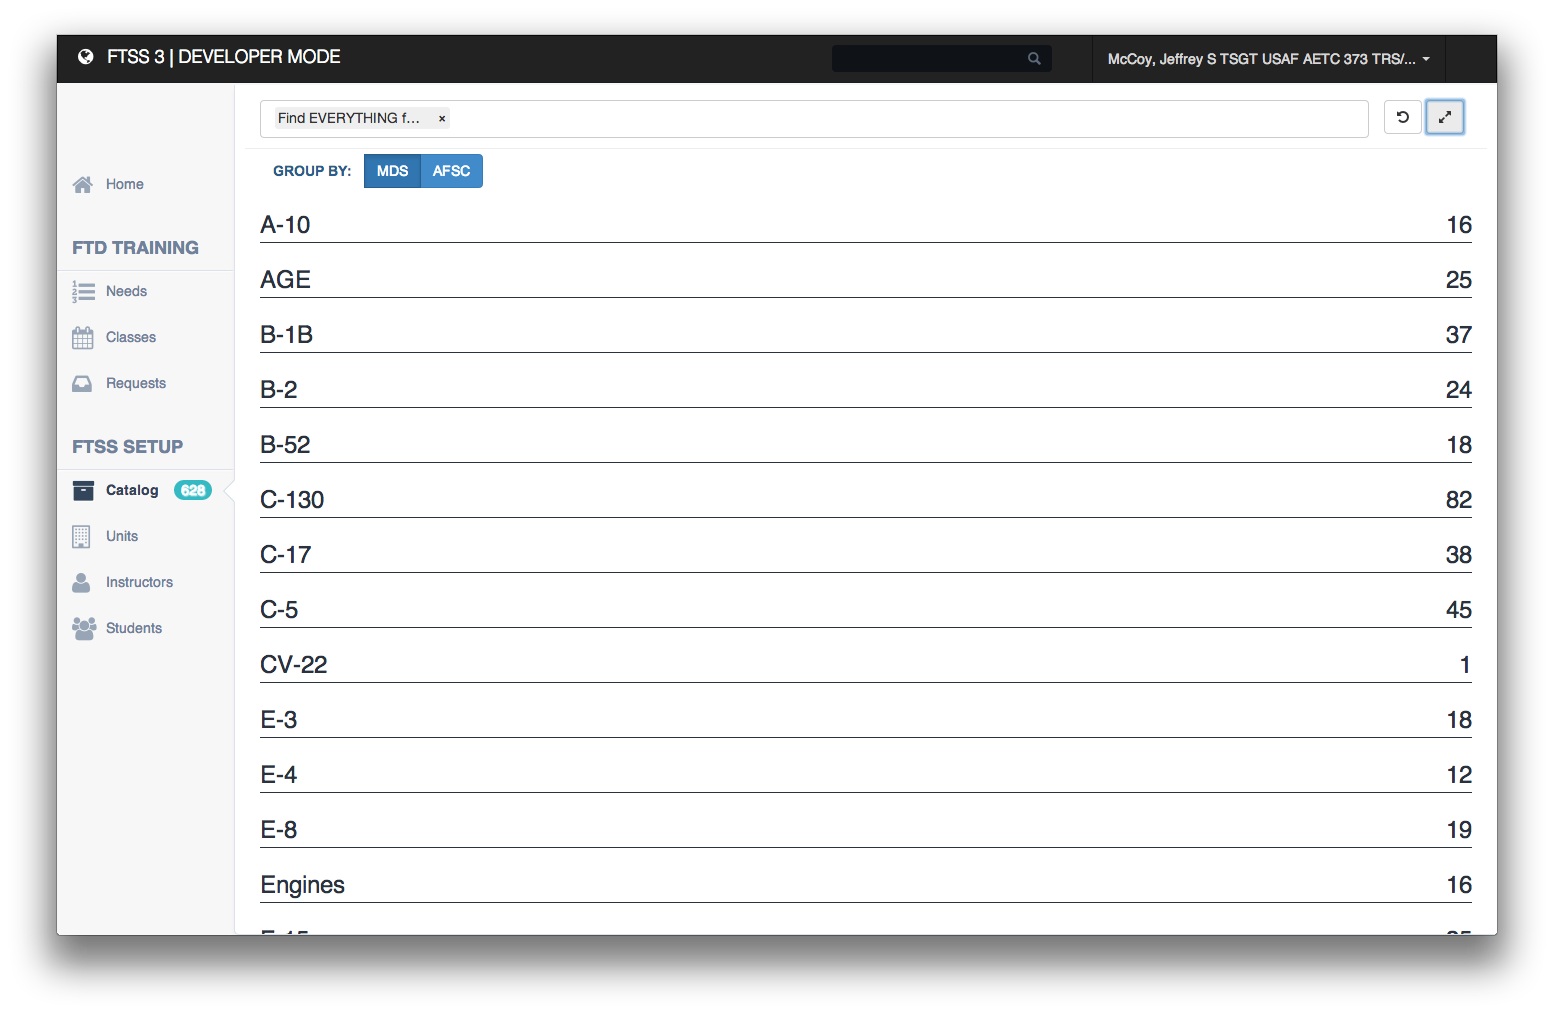 FTSS 3 | DEVELOPER MODE
McCoy, Jeffrey S TSGT USAF AETC 373 TRS/...
Find EVERYTHING f... ×
GROUP BY: MDS AFSC
Home
FTD TRAINING
Needs
Classes
Requests
FTSS SETUP
Catalog 628
Units
Instructors
Students
A-10 16
AGE 25
B-1B 37
B-2 24
B-52 18
C-130 82
C-17 38
C-5 45
CV-22 1
E-3 18
E-4 12
E-8 19
Engines 16